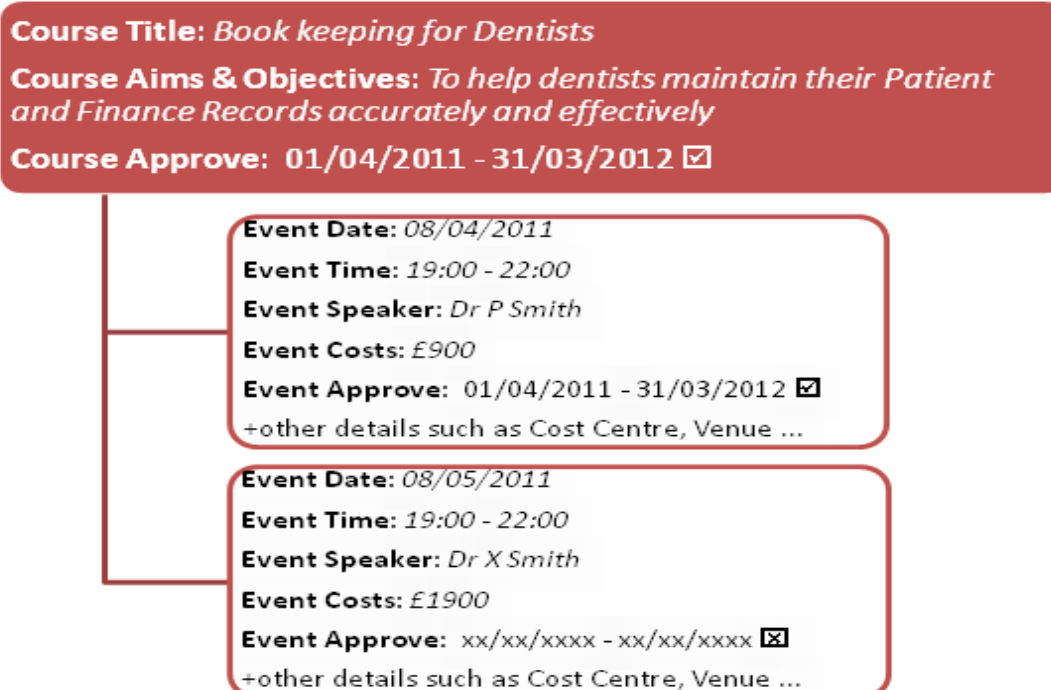 Course Title: Book keeping for Dentists
Course Aims & Objectives: To help dentists maintain their Patient
and Finance Records accurately and effectively
Course Approve: 01/04/2011 - 31/03/2012 ☑
Event Date: 08/04/2011
Event Time: 19:00 - 22:00
Event Speaker: Dr P Smith
Event Costs: £900
Event Approve: 01/04/2011 - 31/03/2012 ☑
+other details such as Cost Centre, Venue ...
Event Date: 08/05/2011
Event Time: 19:00 - 22:00
Event Speaker: Dr X Smith
Event Costs: £1900
Event Approve: xx/xx/xxxx - xx/xx/xxxx ☒
+other details such as Cost Centre, Venue ...